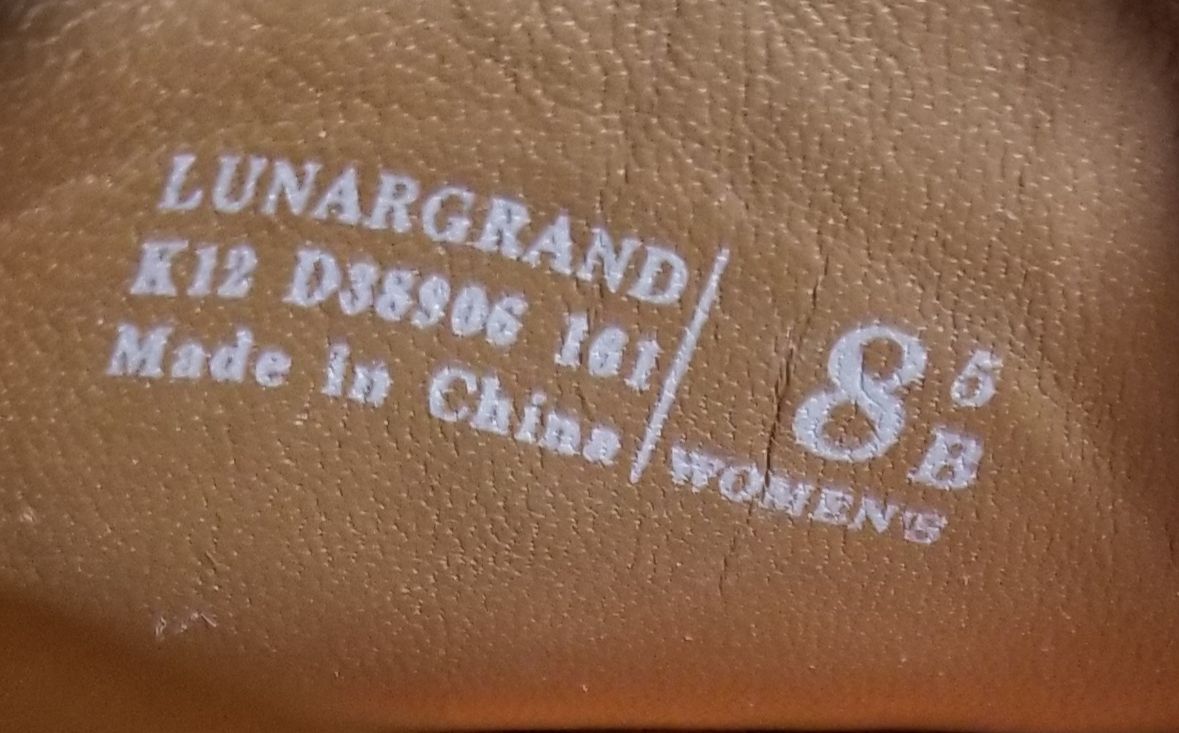 LUNARGRAND
K12 D38906 161
Made in China
8 5
B
WOMENS